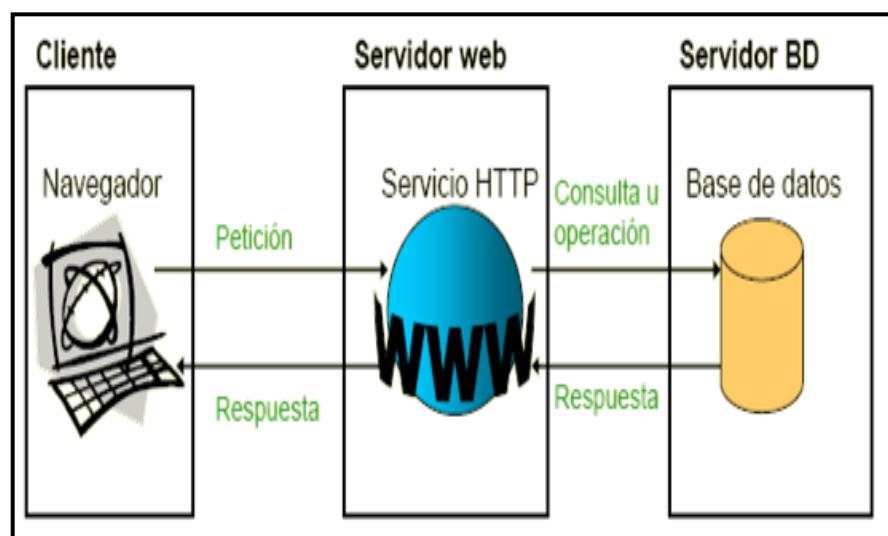 Cliente
Servidor web
Servidor BD
Navegador
Servicio HTTP
Consulta u
operación
Base de datos
Petición
WWW
Respuesta
Respuesta